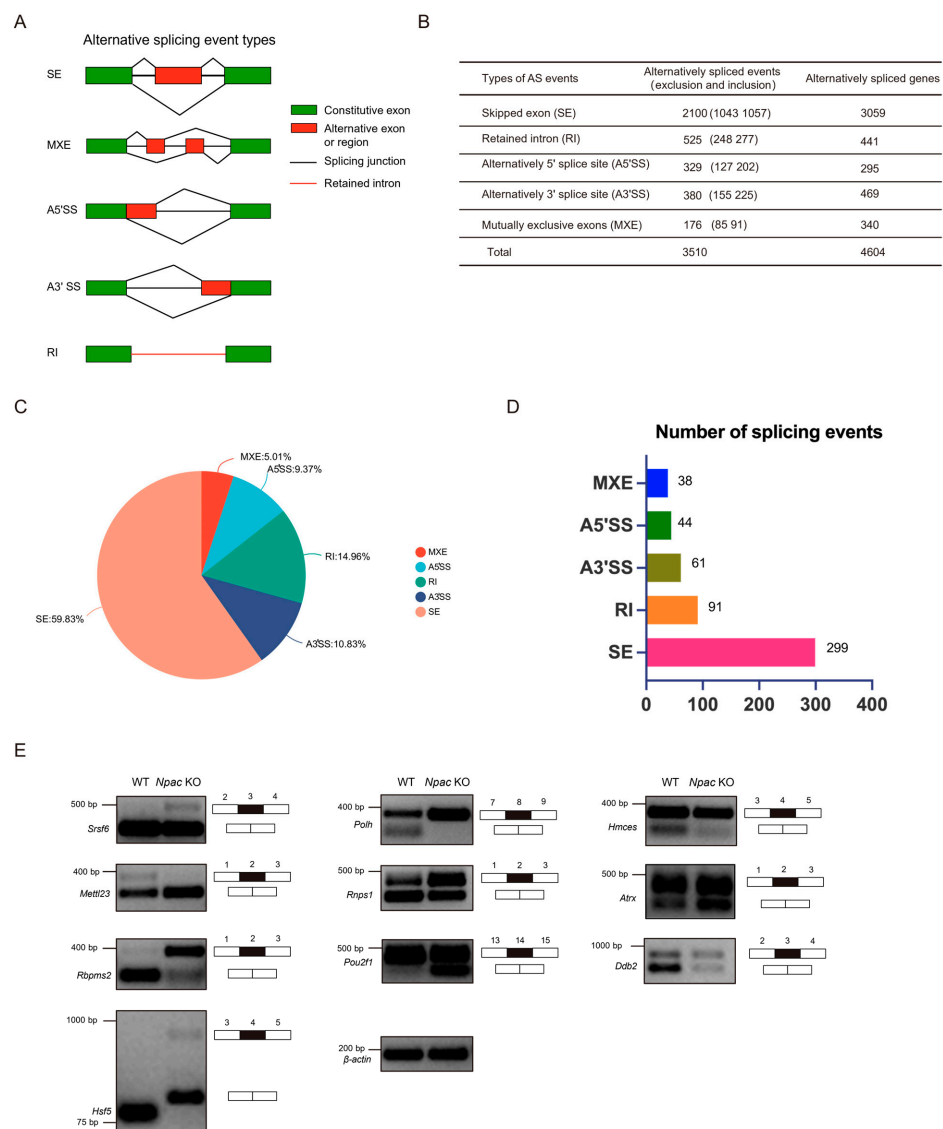 A
Alternative splicing event types
SE
MXE
A5'SS
A3' SS
RI
Constitutive exon
Alternative exon
or region
Splicing junction
Retained intron
B
Types of AS events
Alternatively spliced events
(exclusion and inclusion)
Alternatively spliced genes
Skipped exon (SE) 2100 (1043 1057) 3059
Retained intron (RI) 525 (248 277) 441
Alternatively 5' splice site (A5'SS) 329 (127 202) 295
Alternatively 3' splice site (A3'SS) 380 (155 225) 469
Mutually exclusive exons (MXE) 176 (85 91) 340
Total 3510 4604
C
MXE:5.01%
A5'SS:9.37%
RI:14.96%
A3'SS:10.83%
SE:59.83%
MXE
A5'SS
RI
A3'SS
SE
D
Number of splicing events
MXE 38
A5'SS 44
A3'SS 61
RI 91
SE 299
0 100 200 300 400
E
WT Npac KO
500 bp
Srsf6
2 3 4
400 bp
Mettl23
1 2 3
400 bp
Rbpms2
1 2 3
1000 bp
3 4 5
Hsf5
75 bp
WT Npac KO
400 bp
Polh
7 8 9
500 bp
Rnps1
1 2 3
500 bp
Pou2f1
13 14 15
200 bp
β-actin
WT Npac KO
400 bp
Hmces
3 4 5
500 bp
Atrx
1 2 3
1000 bp
Ddb2
2 3 4